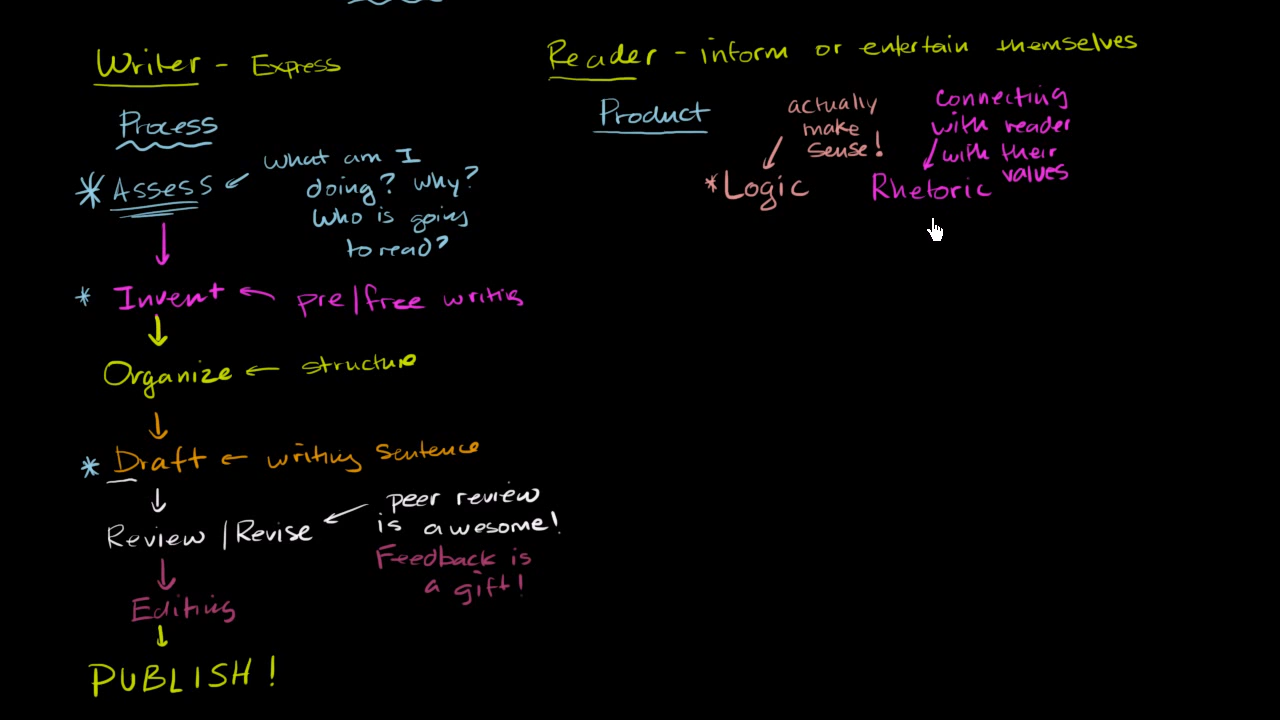 Writer - Express
Process
* Assess ← what am I
doing? why?
Who is going
to read?
* Invent ← pre/free writing
Organize ← structure
* Draft ← writing sentence
Review / Revise ← peer review
is awesome!
Feedback is
a gift!
Editing
PUBLISH!
Reader - inform or entertain themselves
Product
actually
make
sense!
* Logic
connecting
with reader
with their
values
Rhetoric